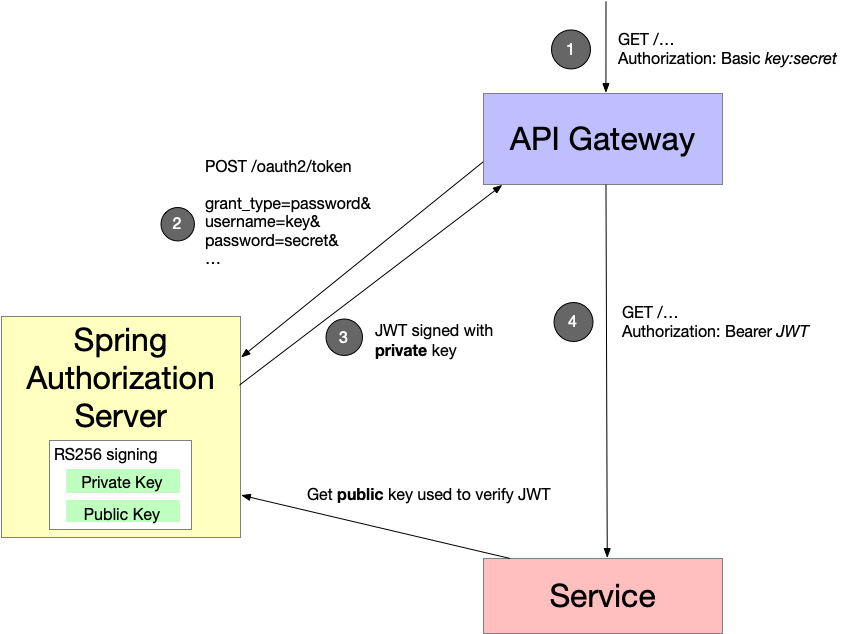 1
GET /…
Authorization: Basic key:secret
API Gateway
POST /oauth2/token
2
grant_type=password&
username=key&
password=secret&
…
3
JWT signed with
private key
4
GET /…
Authorization: Bearer JWT
Spring
Authorization
Server
RS256 signing
Private Key
Public Key
Get public key used to verify JWT
Service